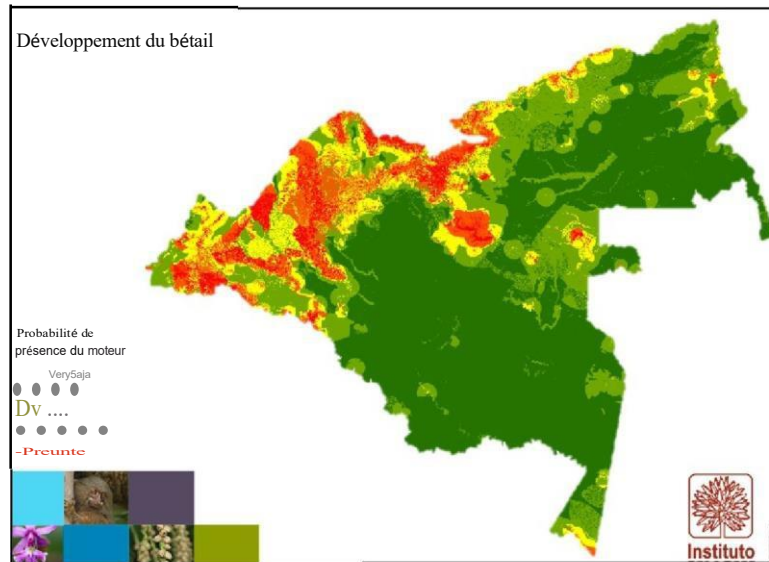 Développement du bétail
Probabilité de
présence du moteur
Very5aja
Dv ....
-Preunte
Instituto